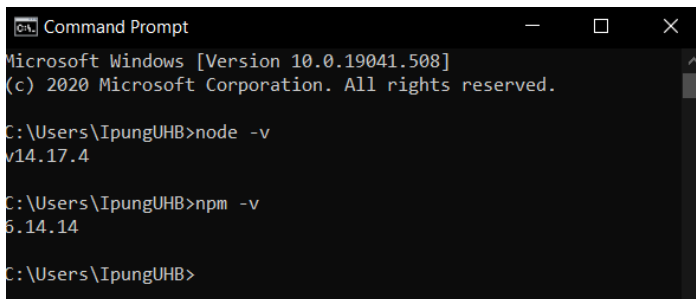 Command Prompt
Microsoft Windows [Version 10.0.19041.508]
(c) 2020 Microsoft Corporation. All rights reserved.
C:\Users\IpungUHB>node -v
v14.17.4
C:\Users\IpungUHB>npm -v
6.14.14
C:\Users\IpungUHB>